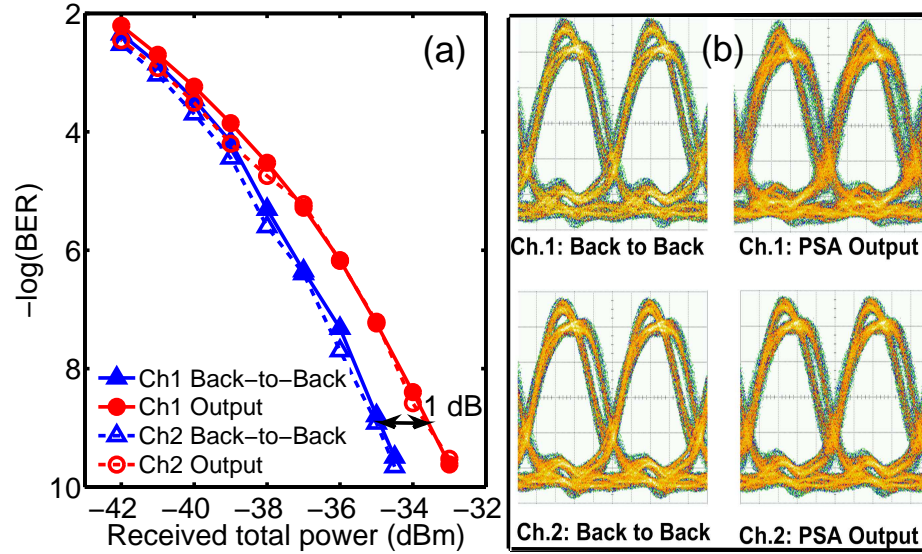 (a)
2
4
6
8
10
−log(BER)
Ch1 Back−to−Back
Ch1 Output
Ch2 Back−to−Back
Ch2 Output
1 dB
−42 −40 −38 −36 −34 −32
Received total power (dBm)
(b)
Ch.1: Back to Back Ch.1: PSA Output
Ch.2: Back to Back Ch.2: PSA Output